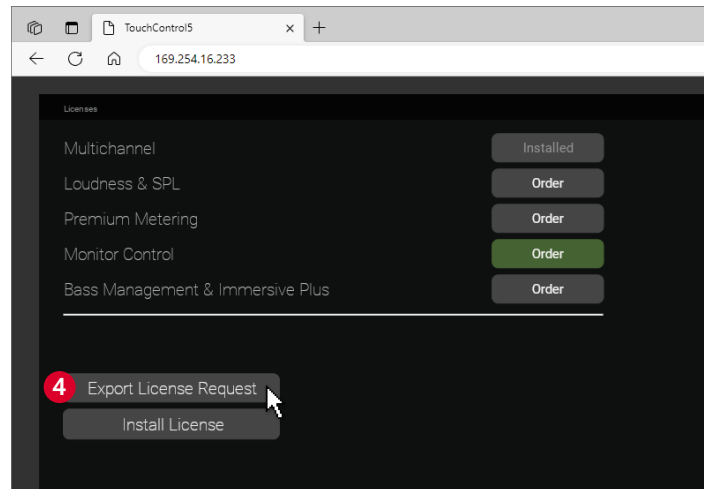 TouchControl5
169.254.16.233
Licenses
Multichannel Installed
Loudness & SPL Order
Premium Metering Order
Monitor Control Order
Bass Management & Immersive Plus Order
4 Export License Request
Install License